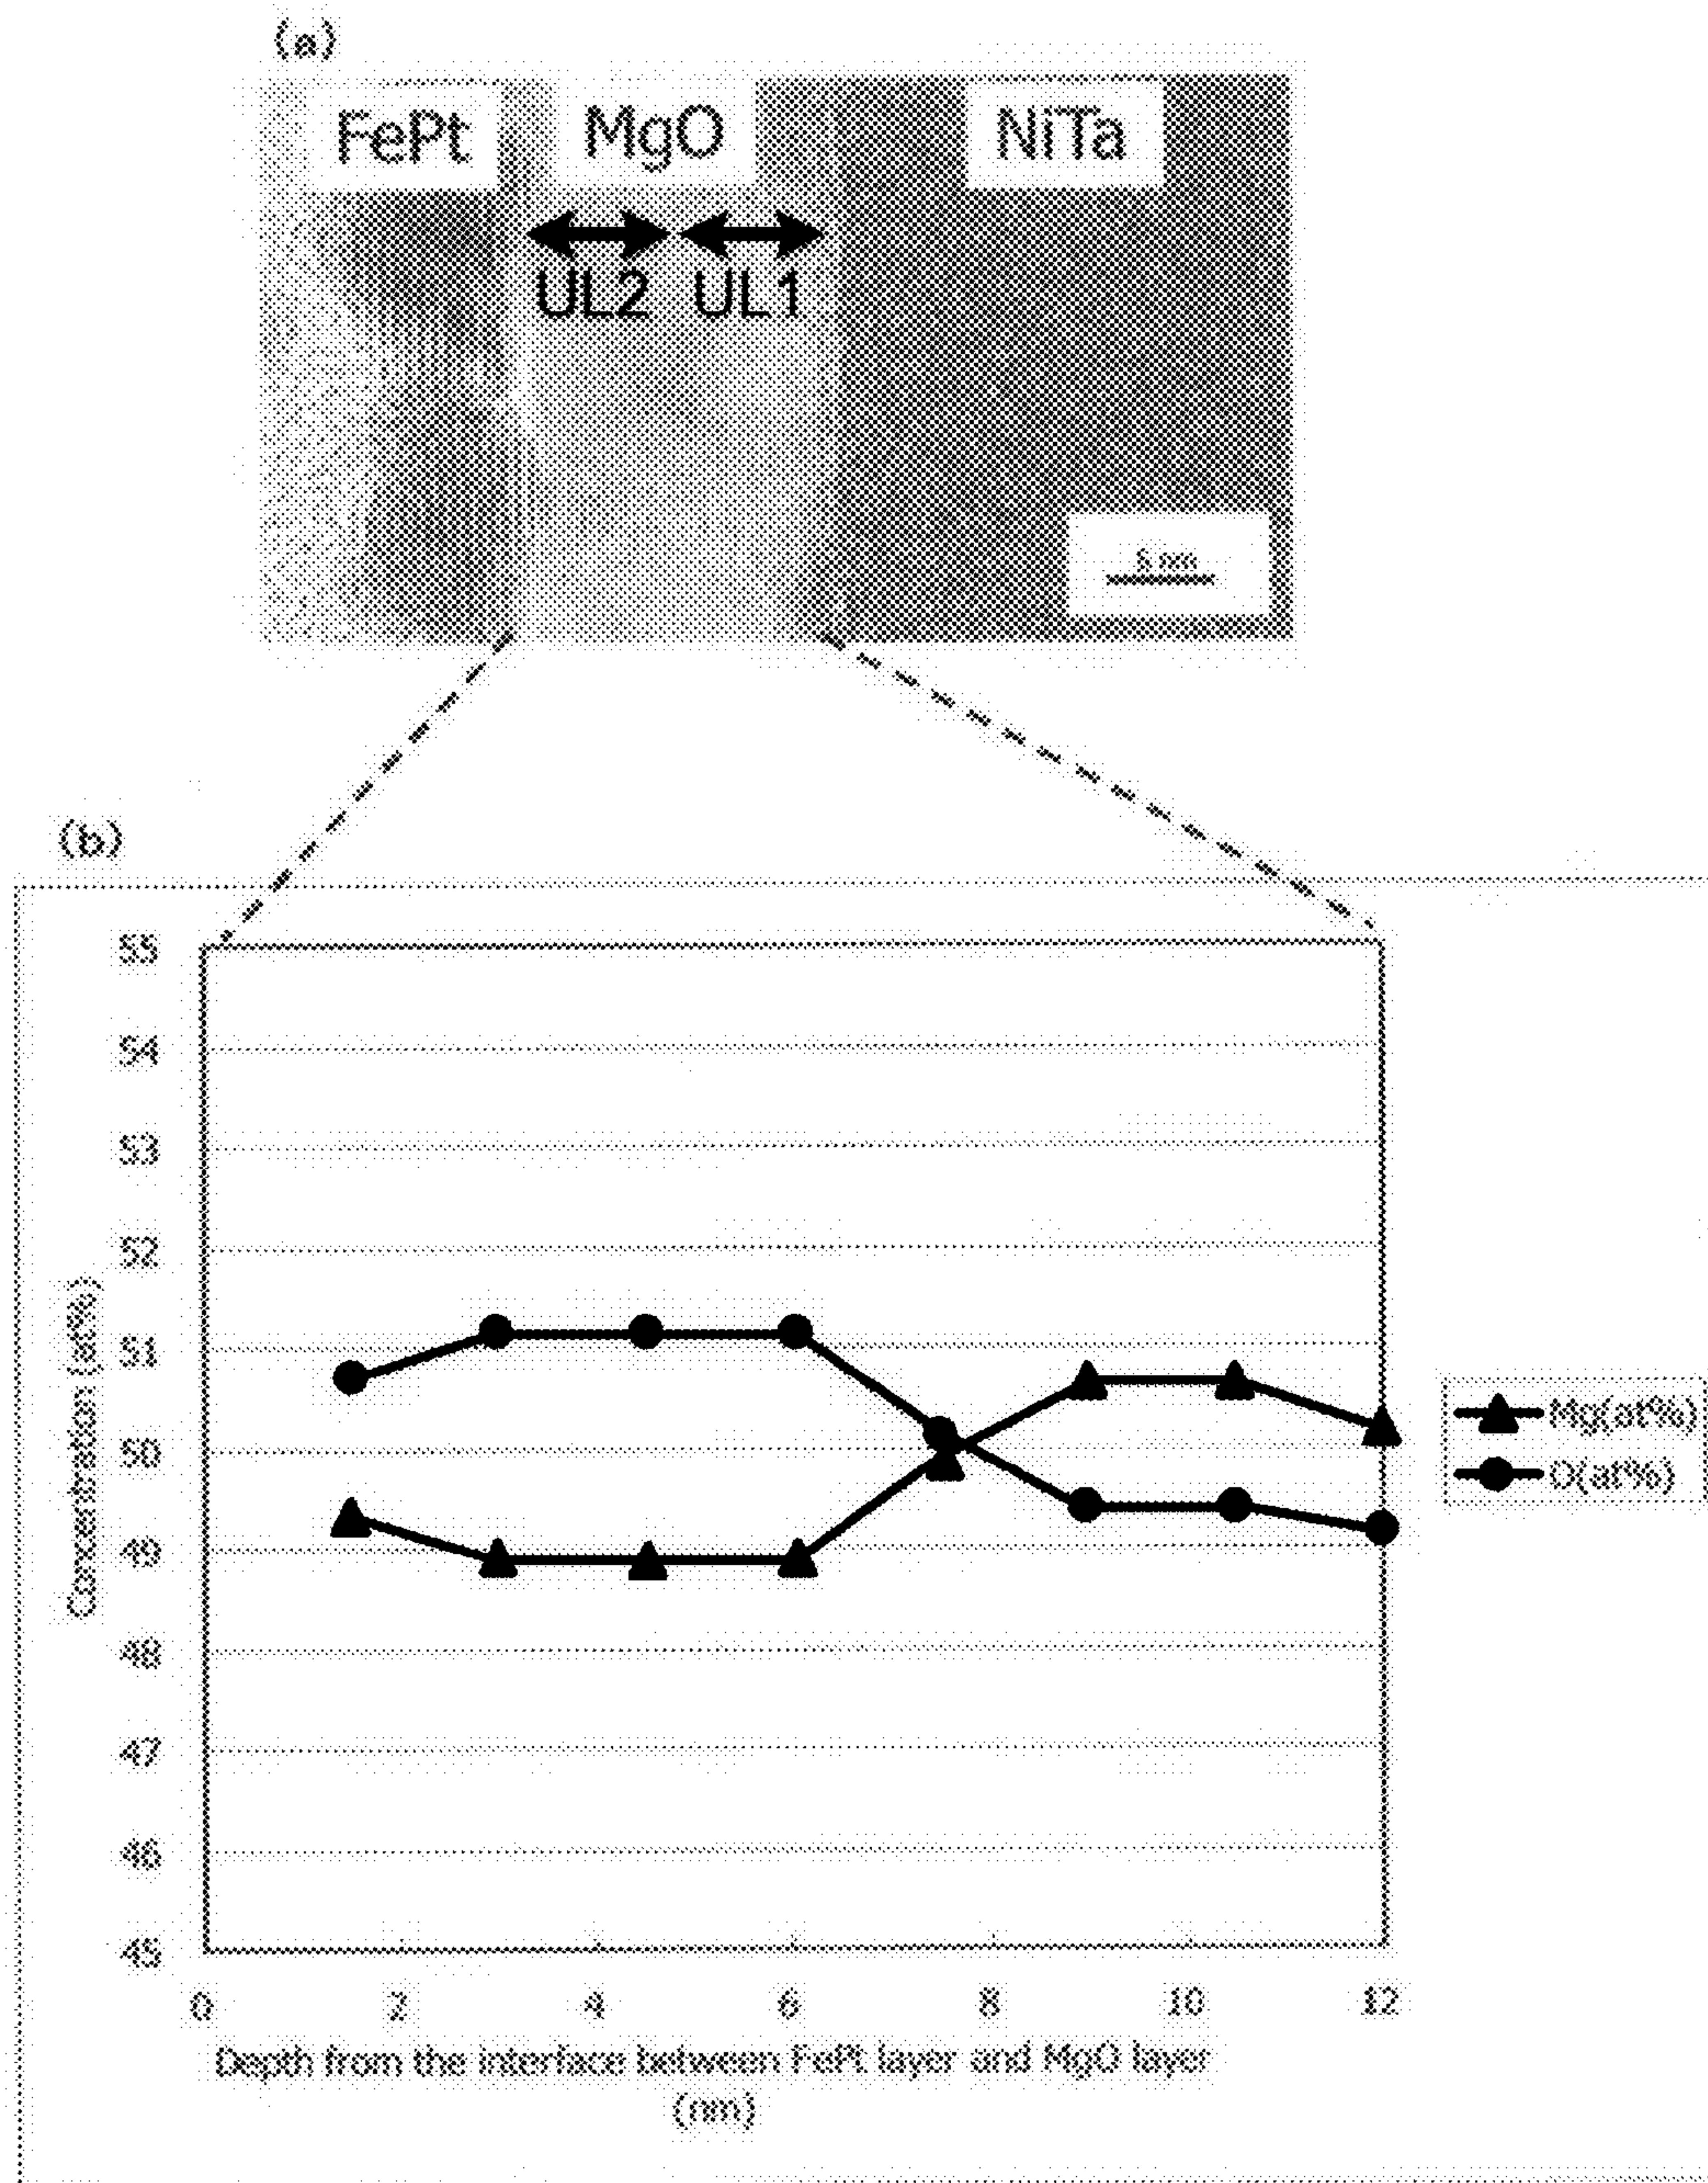 (a)
FePt MgO NiTa
UL2 UL1
5 nm
(b)
55
54
53
52
51
50
49
48
47
46
45
Concentration (at%)
Mg(at%)
O(at%)
0 2 4 6 8 10 12
Depth from the interface between FePt layer and MgO layer
(nm)